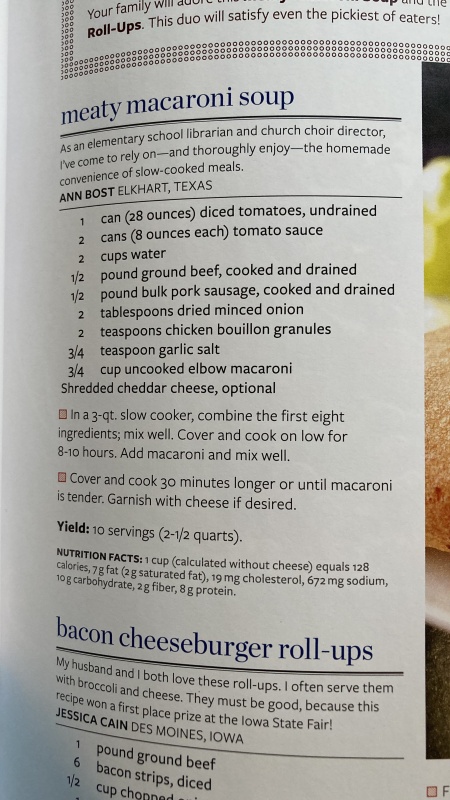 Your family will adore this and the
Roll-Ups. This duo will satisfy even the pickiest of eaters!
meaty macaroni soup
As an elementary school librarian and church choir director,
I've come to rely on—and thoroughly enjoy—the homemade
convenience of slow-cooked meals.
ANN BOST ELKHART, TEXAS
1 can (28 ounces) diced tomatoes, undrained
2 cans (8 ounces each) tomato sauce
2 cups water
1/2 pound ground beef, cooked and drained
1/2 pound bulk pork sausage, cooked and drained
2 tablespoons dried minced onion
2 teaspoons chicken bouillon granules
3/4 teaspoon garlic salt
3/4 cup uncooked elbow macaroni
Shredded cheddar cheese, optional
In a 3-qt. slow cooker, combine the first eight
ingredients; mix well. Cover and cook on low for
8-10 hours. Add macaroni and mix well.
Cover and cook 30 minutes longer or until macaroni
is tender. Garnish with cheese if desired.
Yield: 10 servings (2-1/2 quarts).
NUTRITION FACTS: 1 cup (calculated without cheese) equals 128
calories, 7 g fat (2 g saturated fat), 19 mg cholesterol, 672 mg sodium,
10 g carbohydrate, 2 g fiber, 8 g protein.
bacon cheeseburger roll-ups
My husband and I both love these roll-ups. I often serve them
with broccoli and cheese. They must be good, because this
recipe won a first place prize at the Iowa State Fair!
JESSICA CAIN DES MOINES, IOWA
1 pound ground beef
6 bacon strips, diced
1/2 cup chopped
F